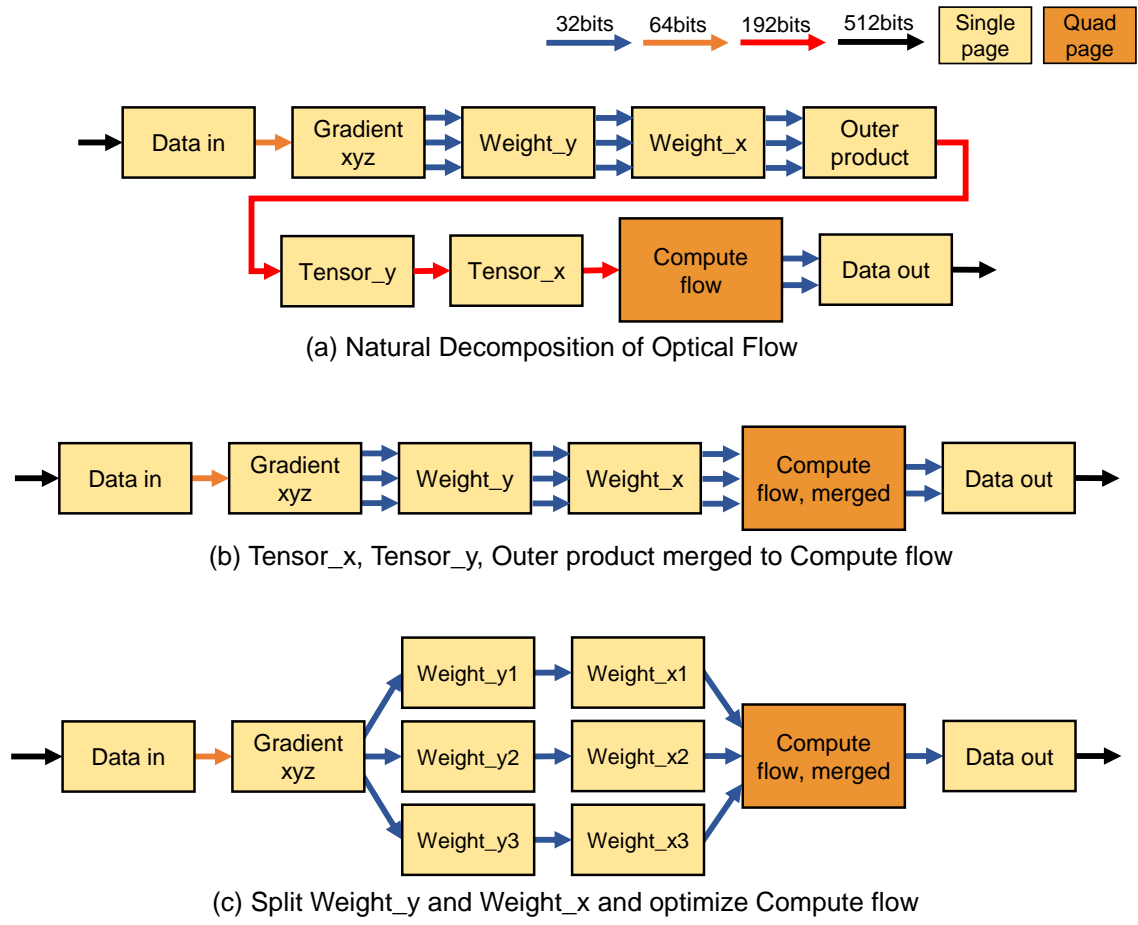 32bits 64bits 192bits 512bits Single page Quad page
Data in
Gradient
xyz
Weight_y
Weight_x
Outer
product
Tensor_y
Tensor_x
Compute
flow
Data out
(a) Natural Decomposition of Optical Flow
Data in
Gradient
xyz
Weight_y
Weight_x
Compute
flow, merged
Data out
(b) Tensor_x, Tensor_y, Outer product merged to Compute flow
Data in
Gradient
xyz
Weight_y1
Weight_x1
Weight_y2
Weight_x2
Weight_y3
Weight_x3
Compute
flow, merged
Data out
(c) Split Weight_y and Weight_x and optimize Compute flow